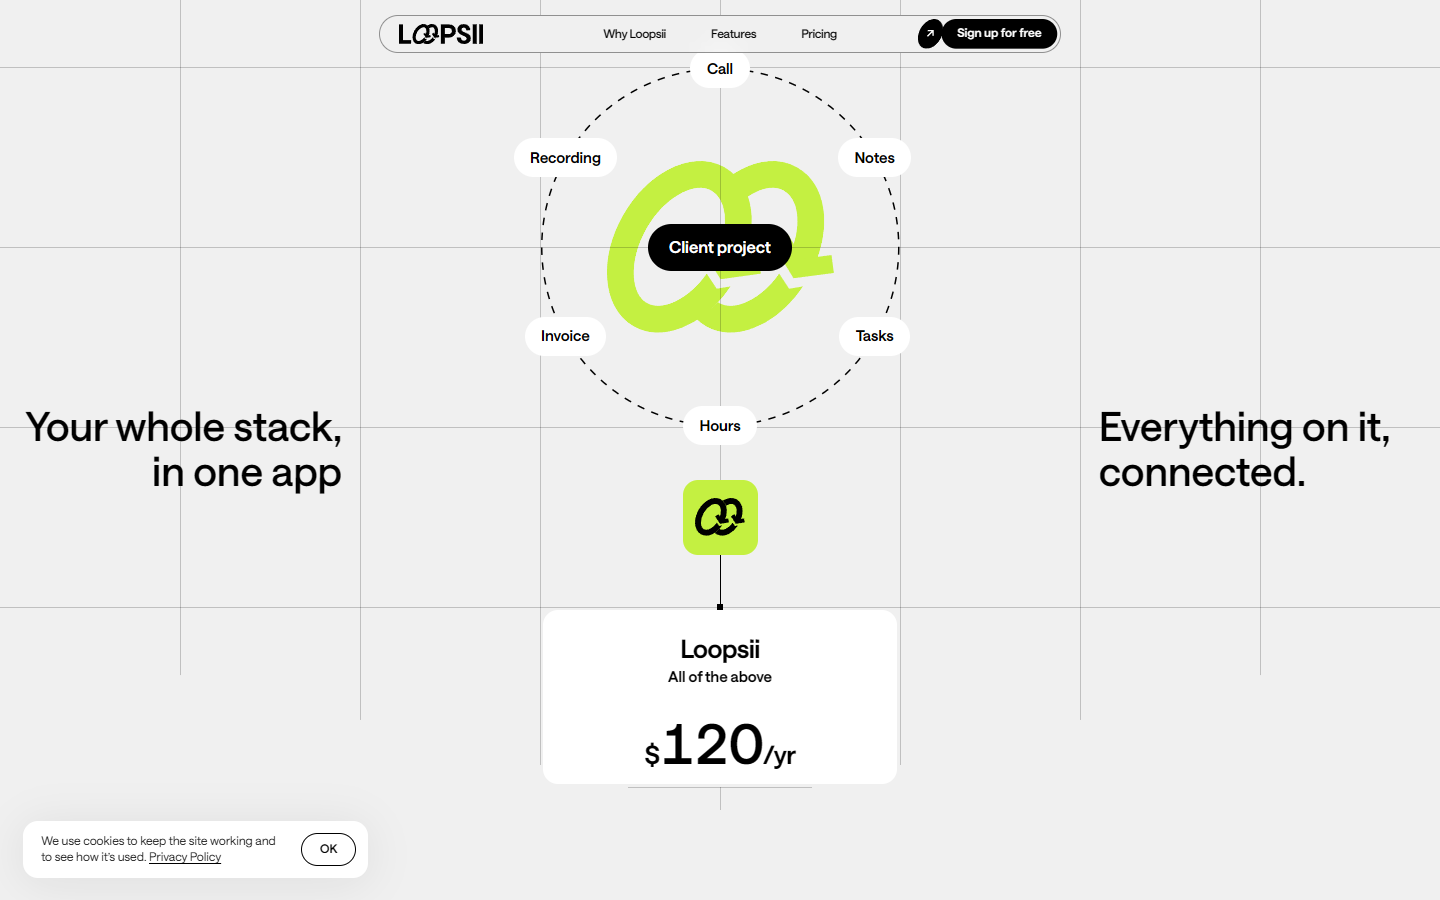 LOOPSII
Why Loopsii
Features
Pricing
Sign up for free
Call
Recording
Notes
Client project
Invoice
Tasks
Hours
Your whole stack,
in one app
Everything on it,
connected.
Loopsii
All of the above
$120/yr
We use cookies to keep the site working and
to see how it's used. Privacy Policy
OK